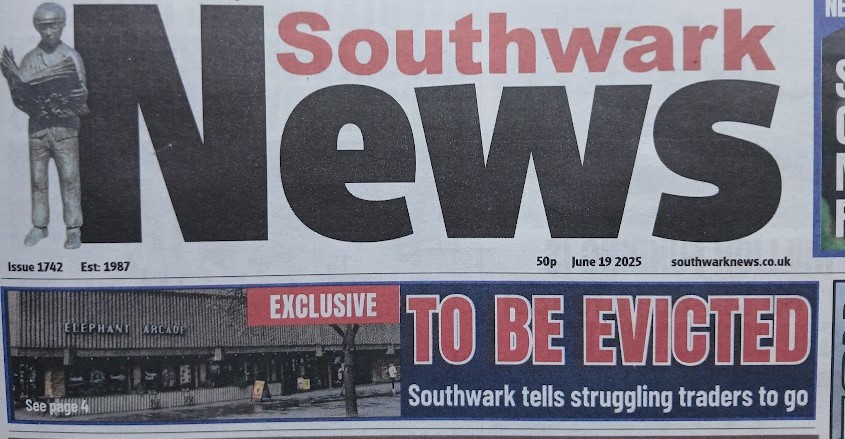 Southwark
News
Issue 1742 Est: 1987 50p June 19 2025 southwarknews.co.uk
EXCLUSIVE
ELEPHANT ARCADE
See page 4
TO BE EVICTED
Southwark tells struggling traders to go